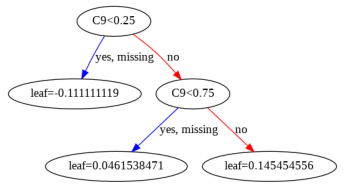 C9<0.25
yes, missing
no
leaf=-0.111111119
C9<0.75
yes, missing
no
leaf=0.0461538471
leaf=0.145454556